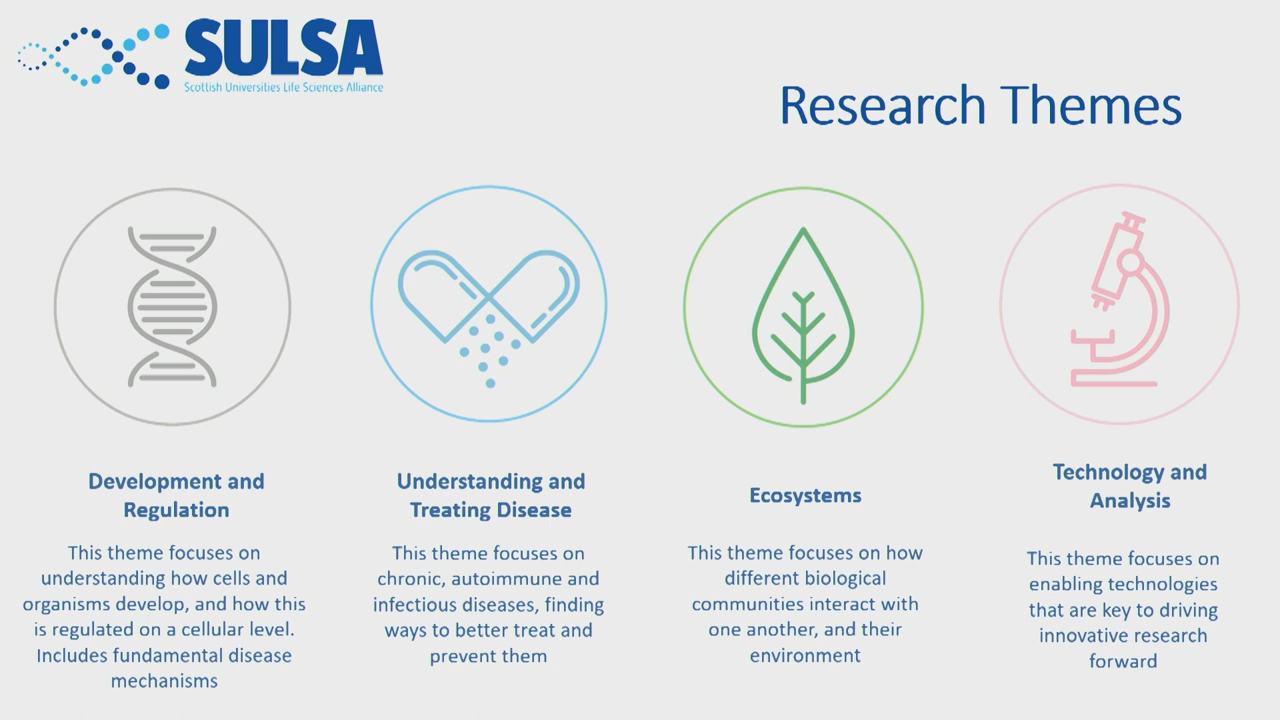 SULSA
Scottish Universities Life Sciences Alliance
Research Themes
Development and
Regulation
This theme focuses on
understanding how cells and
organisms develop, and how this
is regulated on a cellular level.
Includes fundamental disease
mechanisms
Understanding and
Treating Disease
This theme focuses on
chronic, autoimmune and
infectious diseases, finding
ways to better treat and
prevent them
Ecosystems
This theme focuses on how
different biological
communities interact with
one another, and their
environment
Technology and
Analysis
This theme focuses on
enabling technologies
that are key to driving
innovative research
forward